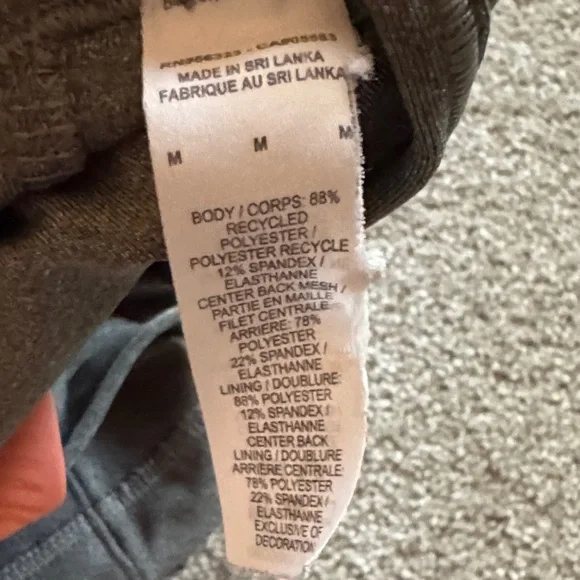 MADE IN SRI LANKA
FABRIQUE AU SRI LANKA
M M M
BODY / CORPS: 88%
RECYCLED
POLYESTER /
POLYESTER RECYCLE
12% SPANDEX /
ELASTHANNE
CENTER BACK MESH /
PARTIE EN MAILLE
FILET CENTRALE
ARRIERE: 78%
POLYESTER
22% SPANDEX /
ELASTHANNE
LINING / DOUBLURE:
88% POLYESTER
12% SPANDEX /
ELASTHANNE
CENTER BACK
LINING / DOUBLURE
ARRIERE CENTRALE:
78% POLYESTER
22% SPANDEX /
ELASTHANNE
EXCLUSIVE OF
DECORATION